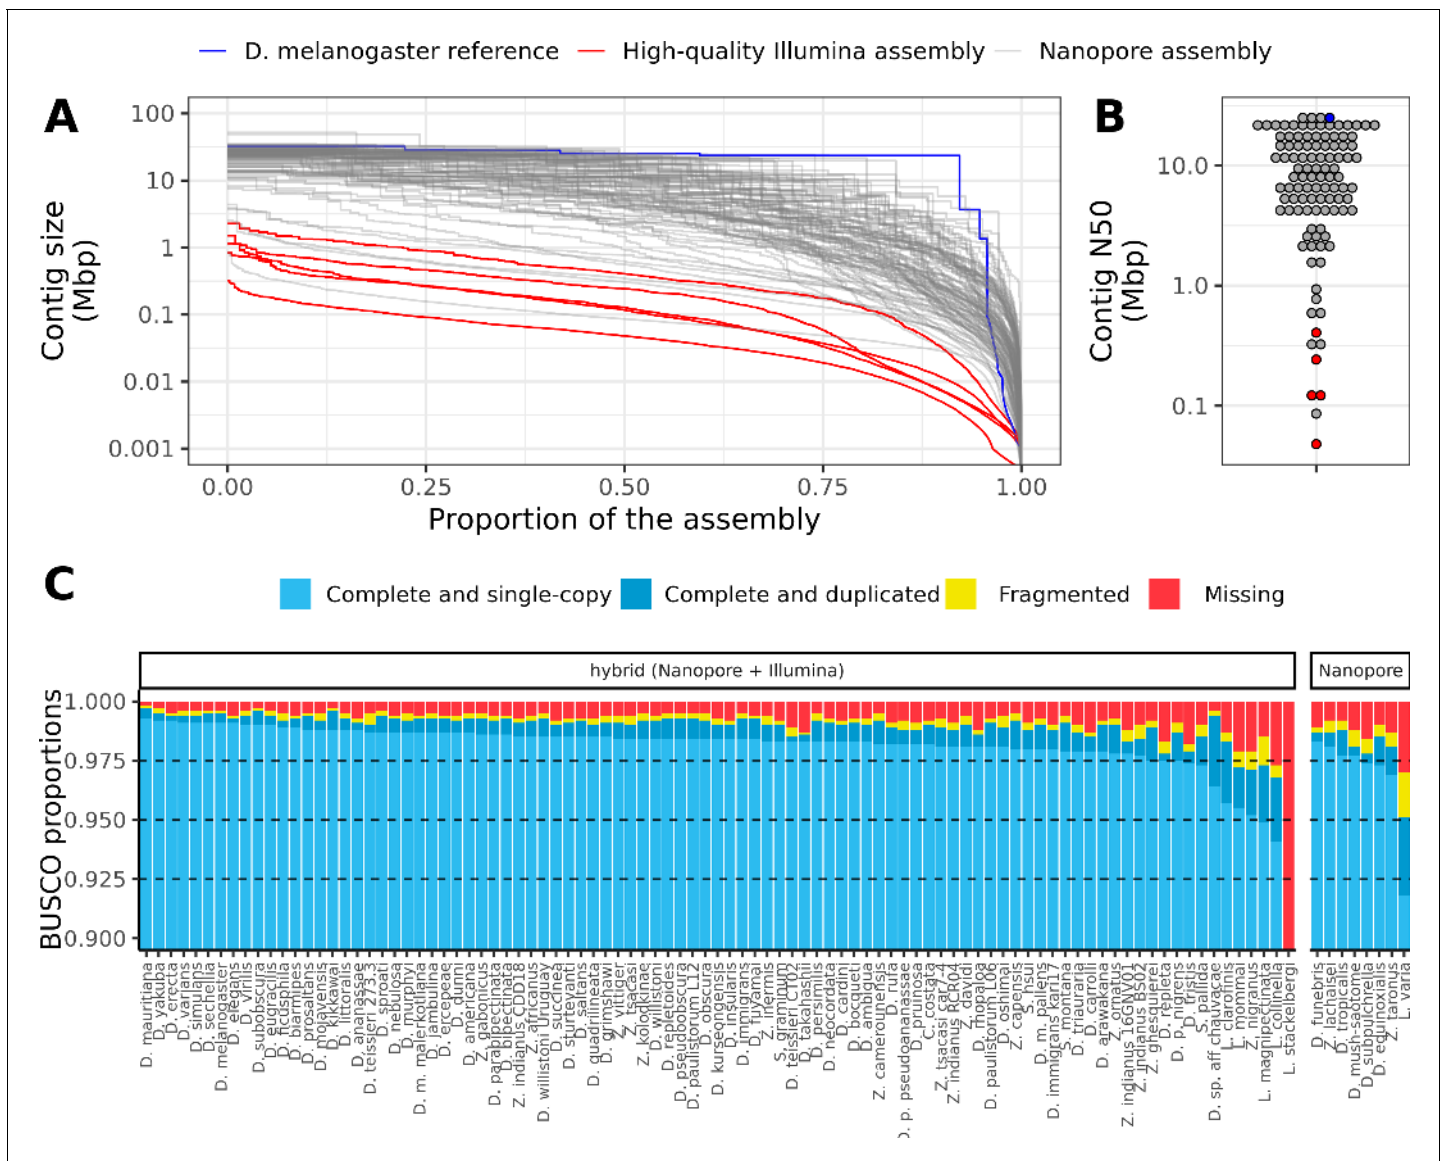 D. melanogaster reference High-quality Illumina assembly Nanopore assembly
A
B
Contig size
(Mbp)
100
10
1
0.1
0.01
0.001
0.00 0.25 0.50 0.75 1.00
Proportion of the assembly
Contig N50
(Mbp)
10.0
1.0
0.1
C
Complete and single-copy Complete and duplicated Fragmented Missing
hybrid (Nanopore + Illumina)
Nanopore
BUSCO proportions
1.000
0.975
0.950
0.925
0.900
D. mauritiana
D. yakuba
D. erecta
D. varians
D. simulans
D. sechellia
D. melanogaster
D. elegans
D. virilis
D. subobscura
D. eugracilis
D. ficusphila
D. biarmipes
D. prosaltans
D. mojavensis
D. kikkawai
D. littoralis
D. ananassae
D. teissieri 273.3
D. sproati
D. nebulosa
D. murphyi
D. m. malerkotliana
D. jambulina
D. ercepeae
D. dunni
D. americana
Z. gabonicus
D. parabipectinata
D. bipectinata
Z. indianus CDD18
Z. africanus
D. willistoni Uruguay
D. succinea
D. sturtevanti
D. saltans
D. quadrilineata
D. grimshawi
Z. vittiger
Z. tsacasi
Z. kolodkinae
D. willistoni
D. repletoides
D. pseudoobscura
D. paulistorum L12
D. obscura
D. kurseongensis
D. insularis
D. immigrans
D. fuyamai
Z. inermis
S. graminum
D. teissieri CT02
D. takahashii
D. persimilis
D. neocordata
D. cardini
D. bocqueti
D. ambigua
Z. camerounensis
D. rufa
D. p. pseudoananassae
D. pruinosa
C. costata
Z. tsacasi car7-4
Z. indianus RCR04
Z. davidi
D. rhopaloa
D. paulistorum L06
D. oshimai
Z. capensis
S. hsui
D. m. pallens
D. immigrans kari17
S. montana
D. triauraria
D. carrolli
D. arawakana
Z. ornatus
Z. indianus 16GNV01
Z. indianus BS02
Z. ghesquierei
D. repleta
D. p. nigrens
D. tristis
S. pallida
D. sp. aff chauvacae
L. clarofinis
L. mommai
Z. nigranus
L. magnipectinata
L. collinella
L. stackelbergi
D. funebris
Z. lachaisei
D. tropicalis
D. mush-saotome
D. subpulchrella
D. equinoxialis
Z. taronus
L. varia